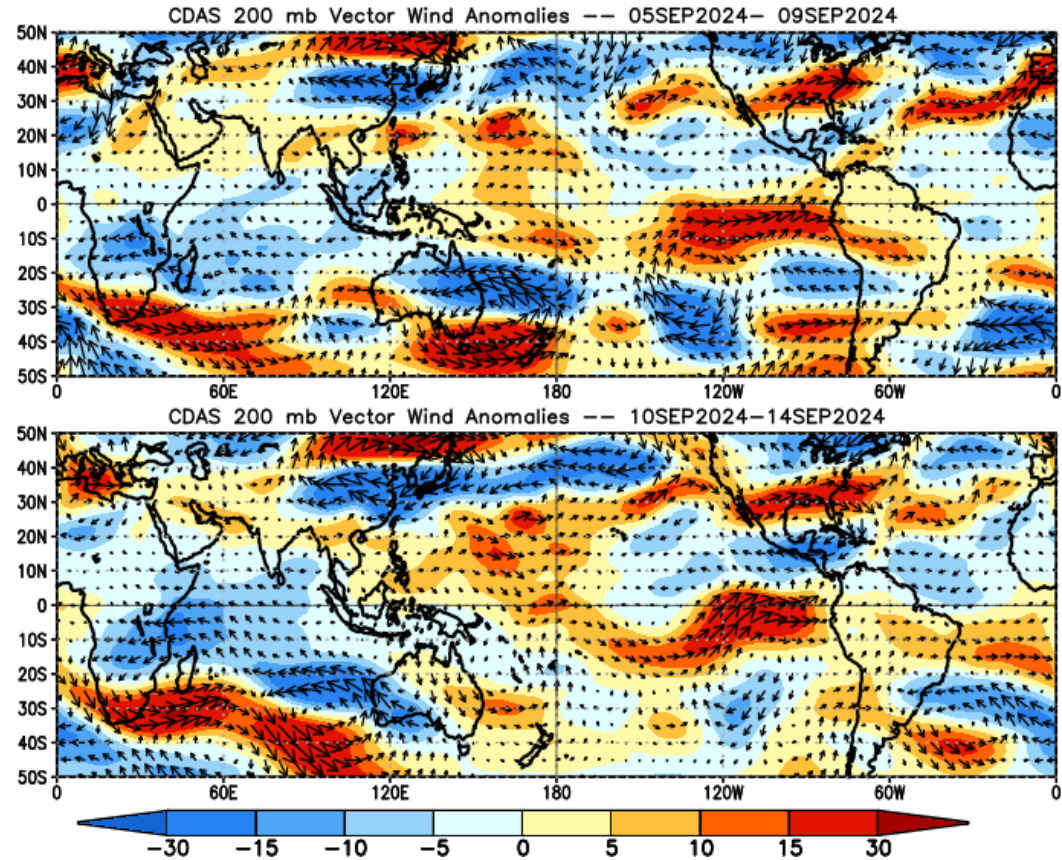 CDAS 200 mb Vector Wind Anomalies -- 05SEP2024- 09SEP2024
50N
40N
30N
20N
10N
0
10S
20S
30S
40S
50S
0 60E 120E 180 120W 60W 0
CDAS 200 mb Vector Wind Anomalies -- 10SEP2024-14SEP2024
50N
40N
30N
20N
10N
0
10S
20S
30S
40S
50S
0 60E 120E 180 120W 60W 0
-30 -15 -10 -5 0 5 10 15 30